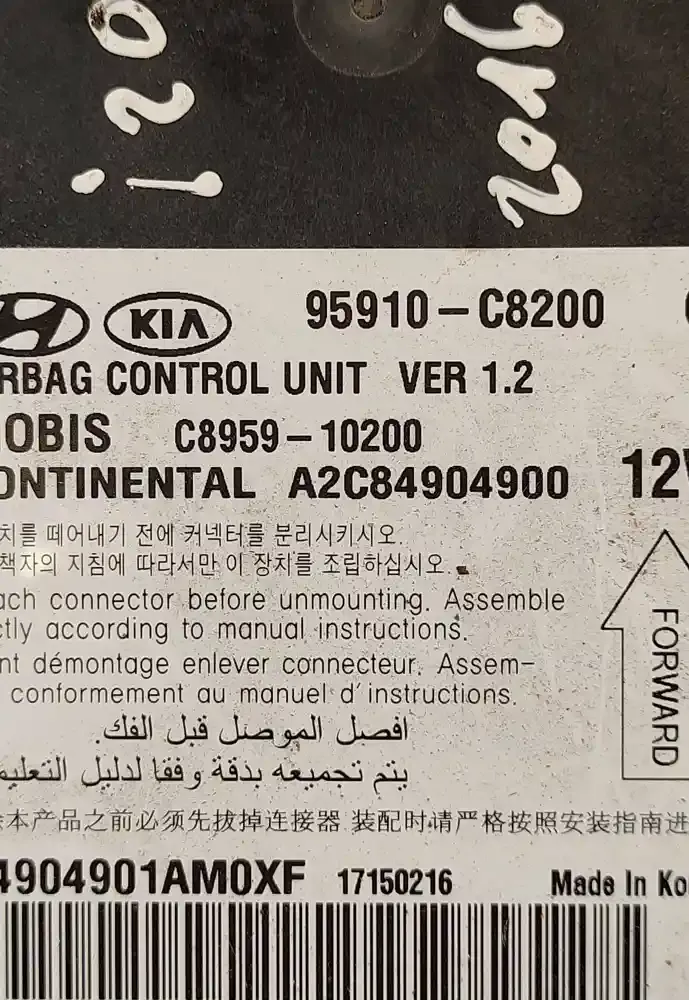 KIA 95910-C8200
RBAG CONTROL UNIT VER 1.2
OBIS C8959-10200
ONTINENTAL A2C84904900
12V
치를 떼어내기 전에 커넥터를 분리시키시오.
책자의 지침에 따라서만 이 장치를 조립하십시오.
ach connector before unmounting. Assemble
ctly according to manual instructions.
nt démontage enlever connecteur. Assem-
conformement au manuel d'instructions.
FORWARD
افصل الموصل قبل الفك.
يتم تجميعه بدقة وفقا لدليل التعليم
除本产品之前必须先拔掉连接器 装配时.请严格按照安装指南进
4904901AM0XF 17150216 Made In Ko